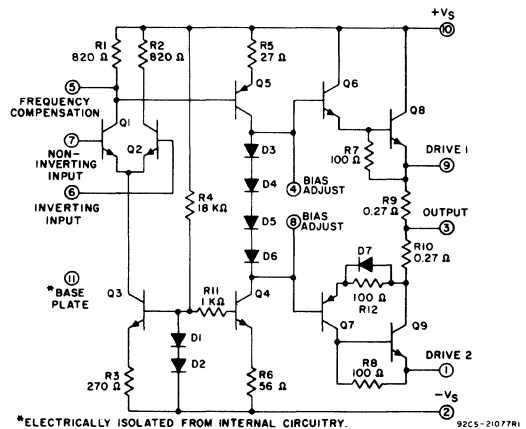 +VS
10
R1
820 Ω
R2
820 Ω
R5
27 Ω
5
FREQUENCY
COMPENSATION
Q5
Q6
Q8
Q1
7
NON-
INVERTING
INPUT
Q2
6
INVERTING
INPUT
D3
D4
D5
D6
R7
100
Ω
DRIVE 1
9
4
BIAS
ADJUST
8
BIAS
ADJUST
R9
0.27 Ω
OUTPUT
3
R10
0.27 Ω
R4
18 KΩ
D7
100 Ω
R12
11
*BASE
PLATE
Q3
R11
1 KΩ
Q4
Q7
Q9
D1
D2
R3
270 Ω
R6
56 Ω
R8
100 Ω
DRIVE 2
1
-VS
2
*ELECTRICALLY ISOLATED FROM INTERNAL CIRCUITRY.
92CS-21077R1